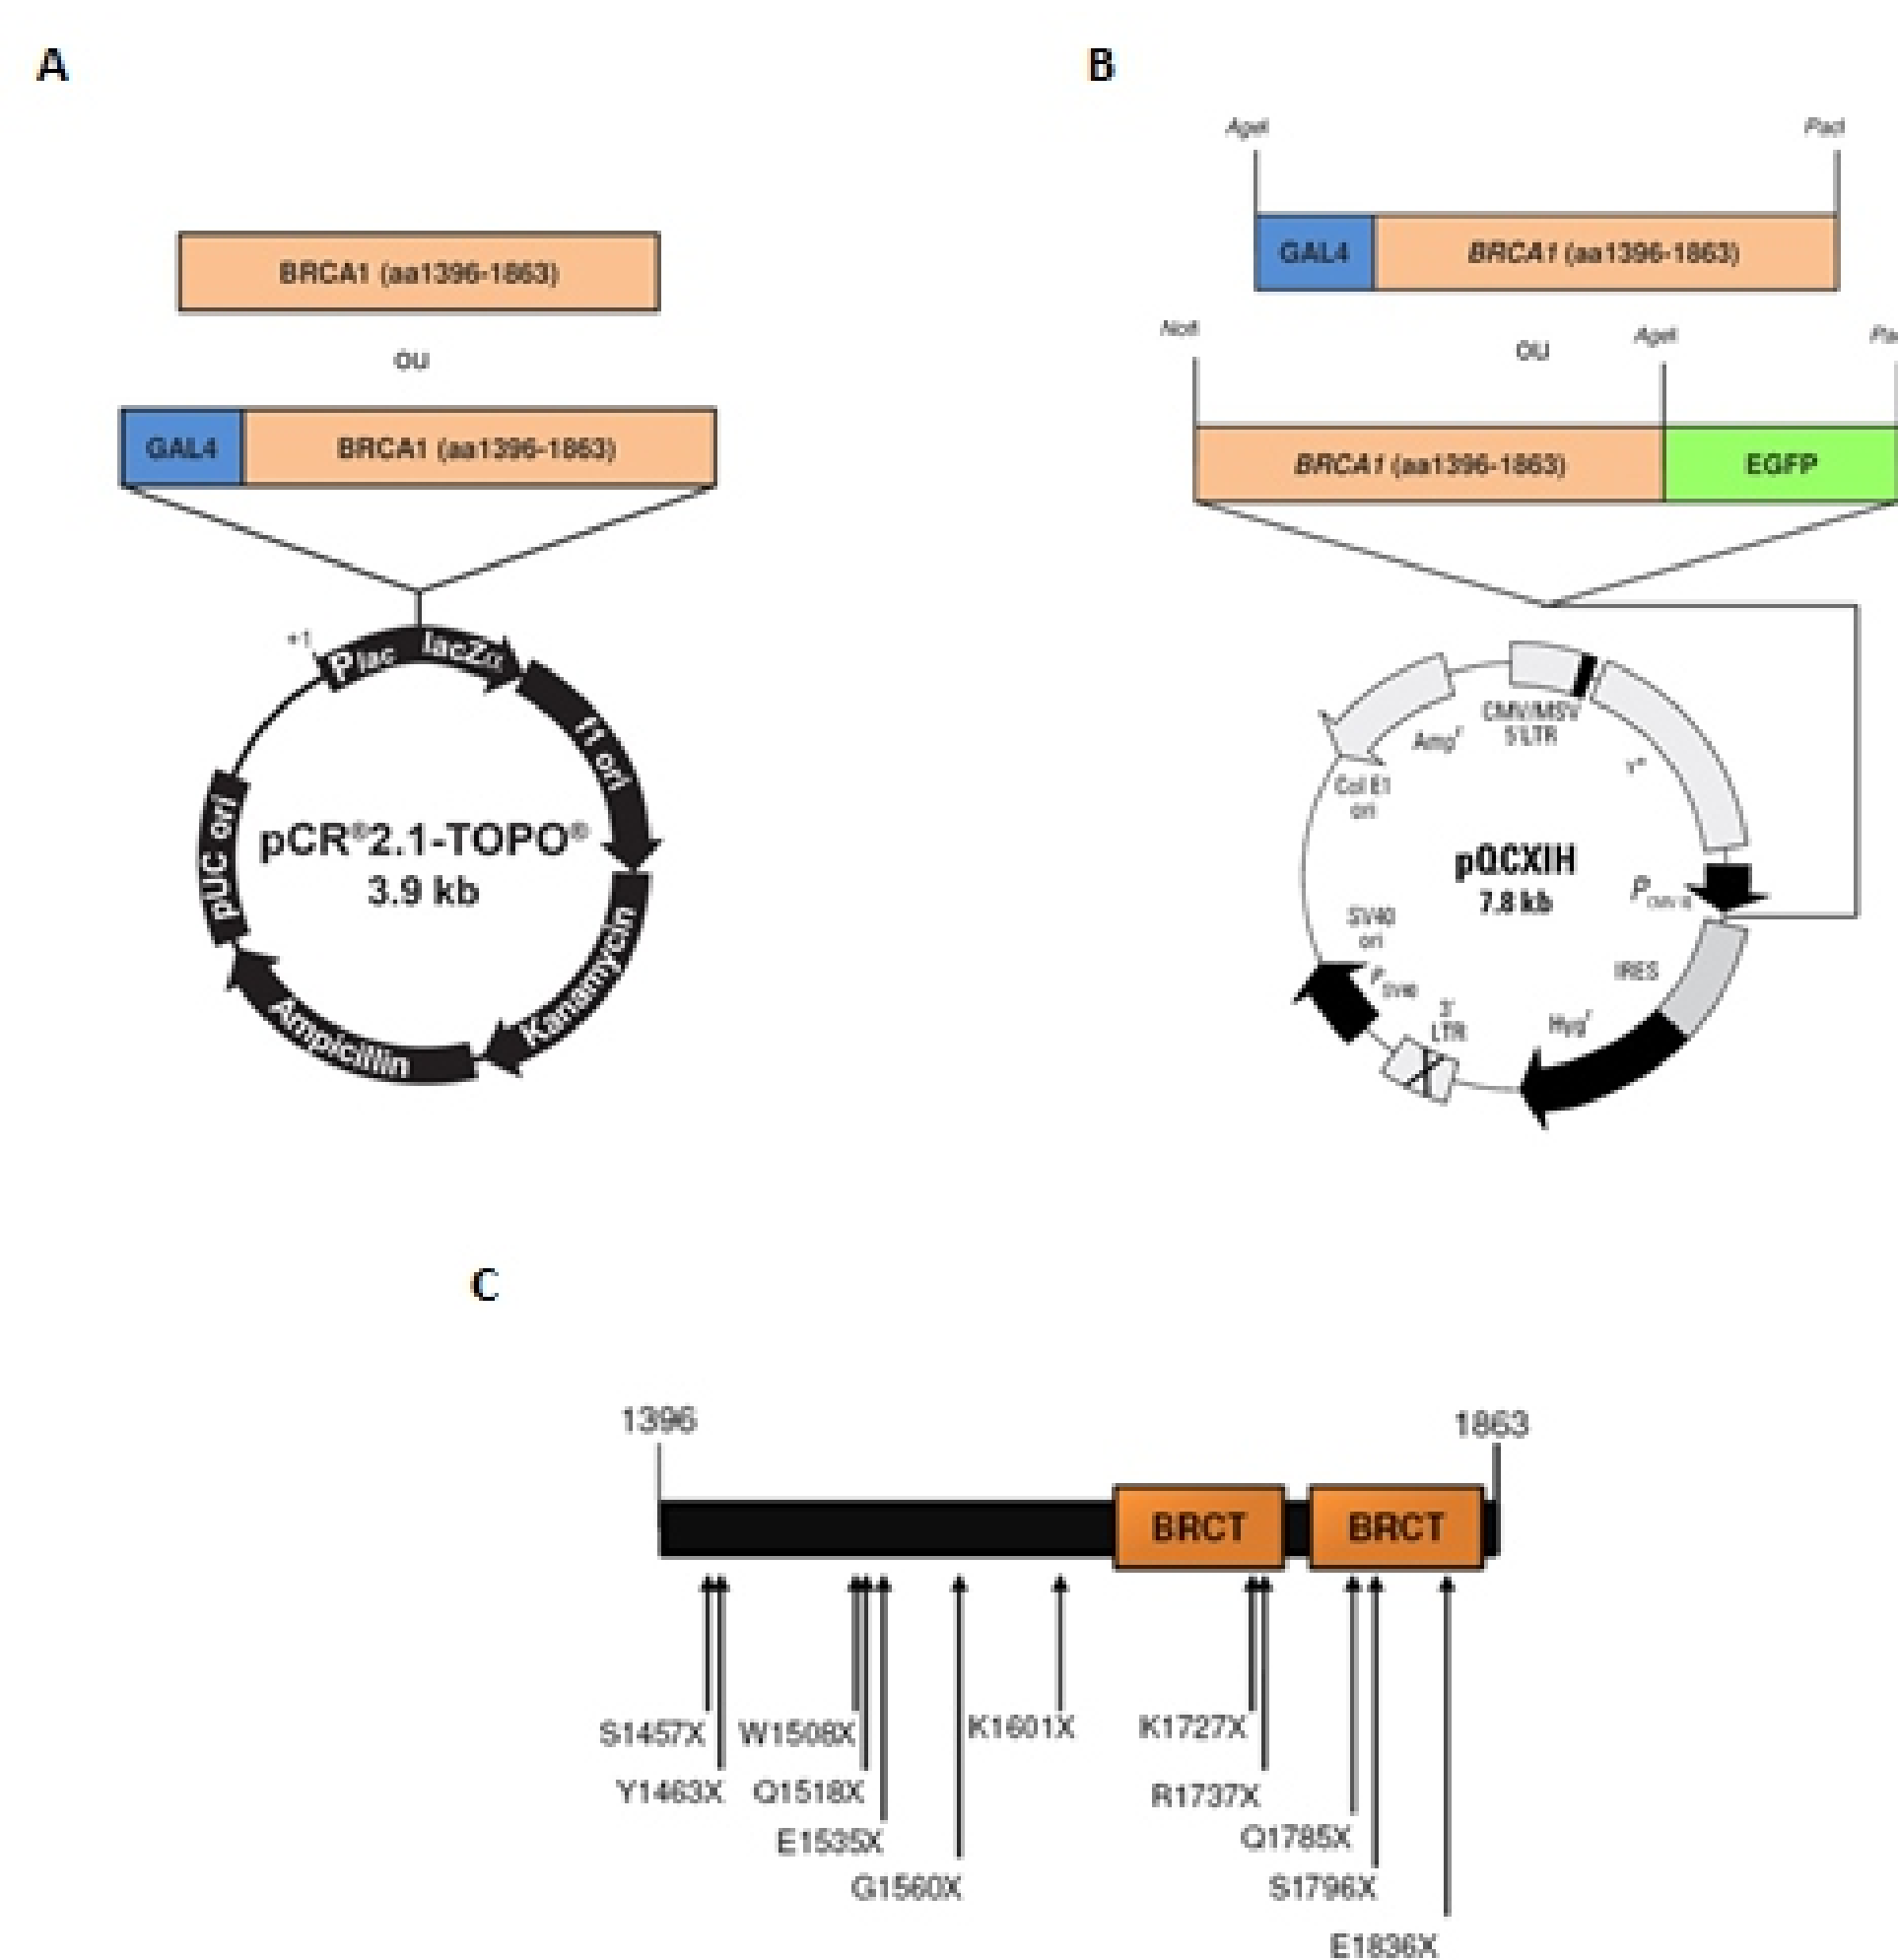 A
BRCA1 (aa1396-1863)
ou
GAL4
BRCA1 (aa1396-1863)
+1
Plac
lacZα
f1 ori
pUC ori
pCR®2.1-TOPO®
3.9 kb
Kanamycin
Ampicillin
B
AgeI
PacI
GAL4
BRCA1 (aa1396-1863)
NotI
ou
AgeI
BRCA1 (aa1396-1863)
EGFP
CMV/MSV
5'LTR
Ampʳ
Col E1
ori
pQCXIH
7.8 kb
SV40
ori
P SV40
IRES
3'
LTR
Hygʳ
C
1396
1863
BRCT
BRCT
S1457X
W1508X
K1601X
K1727X
Y1463X
Q1518X
R1737X
E1535X
Q1785X
G1560X
S1796X
E1836X